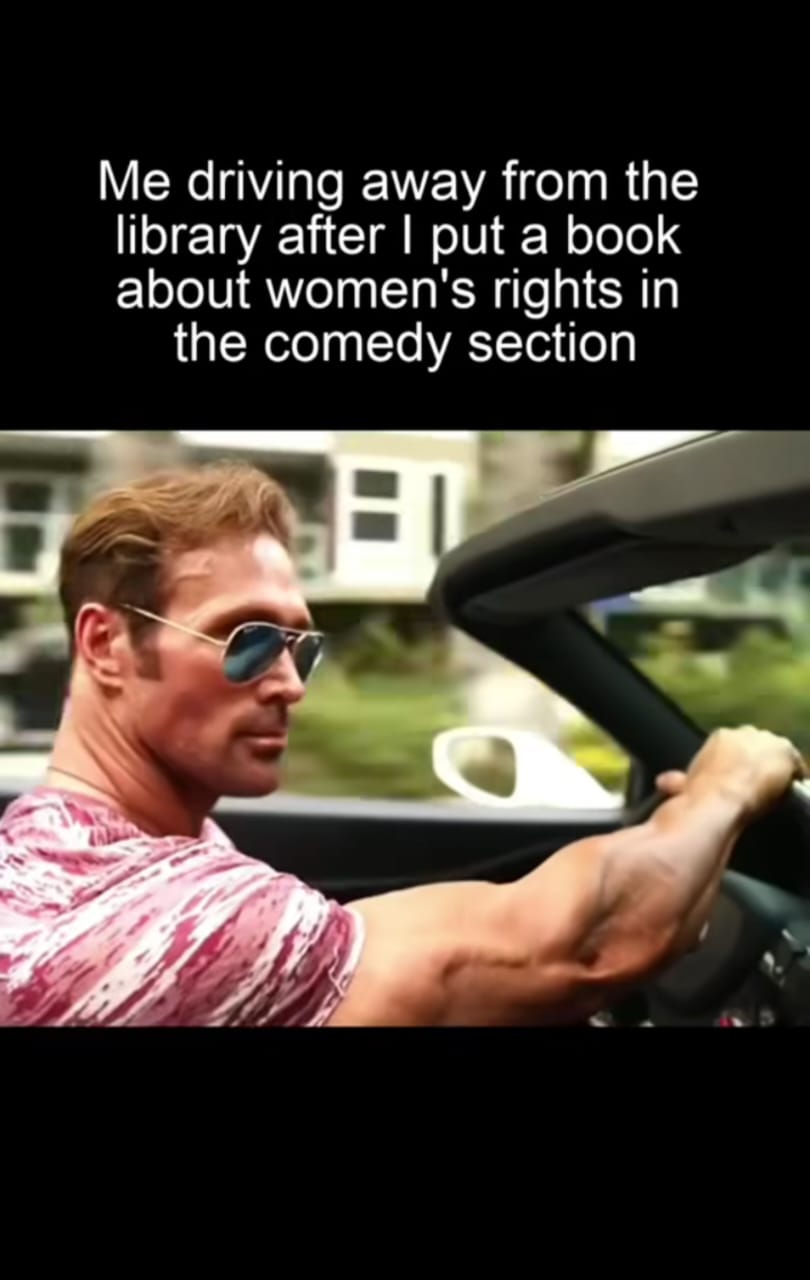 Me driving away from the
library after I put a book
about women's rights in
the comedy section